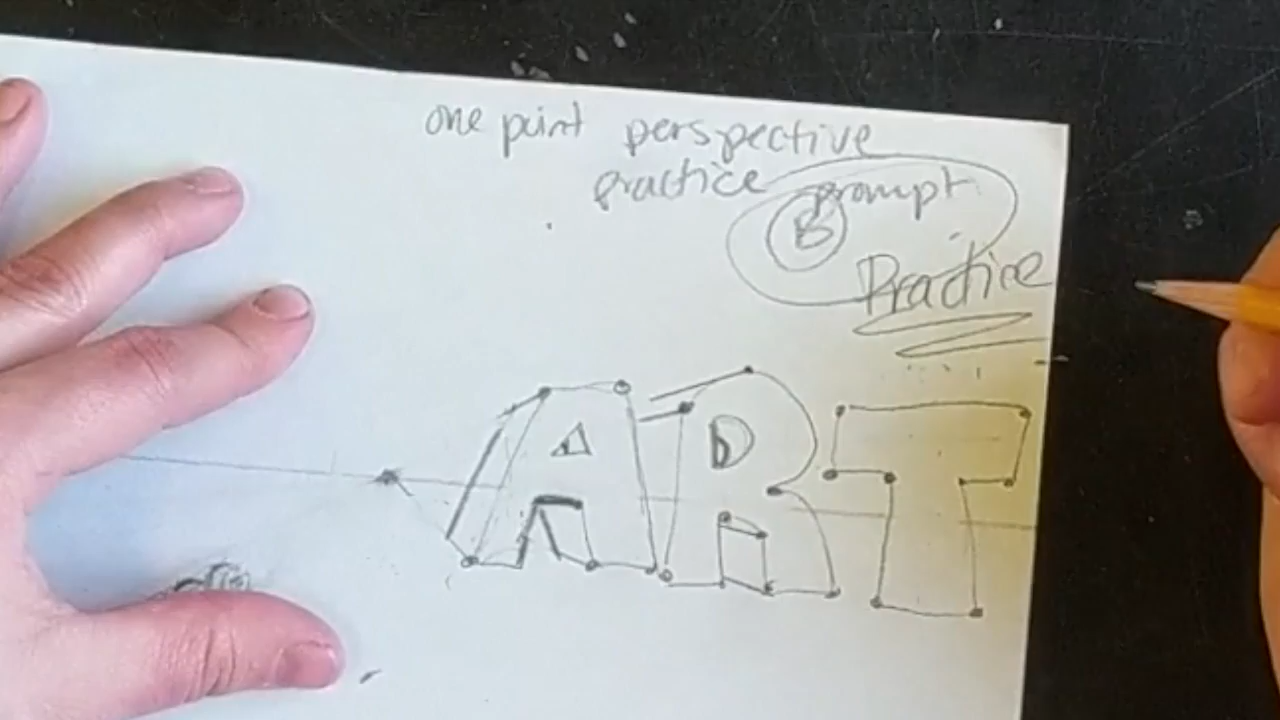 one point perspective
practice prompt
B
Practice
ART